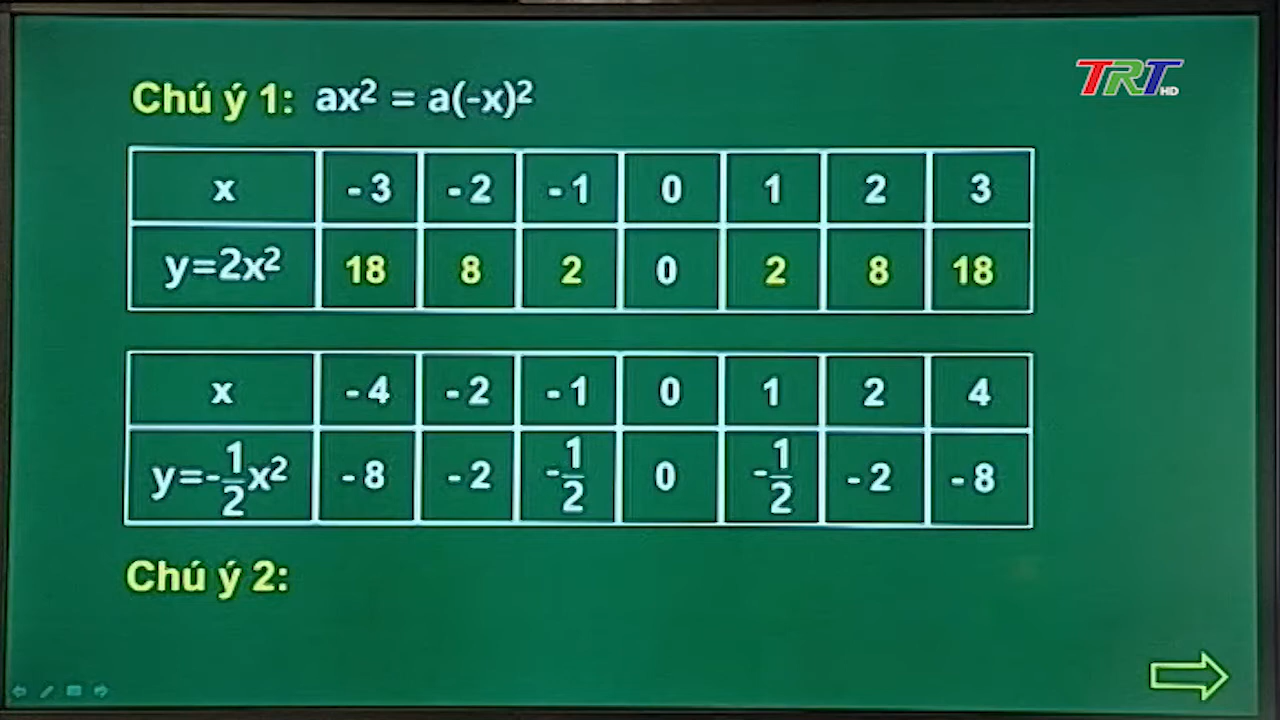 TRT HD
Chú ý 1: ax² = a(-x)²
x -3 -2 -1 0 1 2 3
y=2x² 18 8 2 0 2 8 18
x -4 -2 -1 0 1 2 4
y=-1/2x² -8 -2 -1/2 0 -1/2 -2 -8
Chú ý 2: